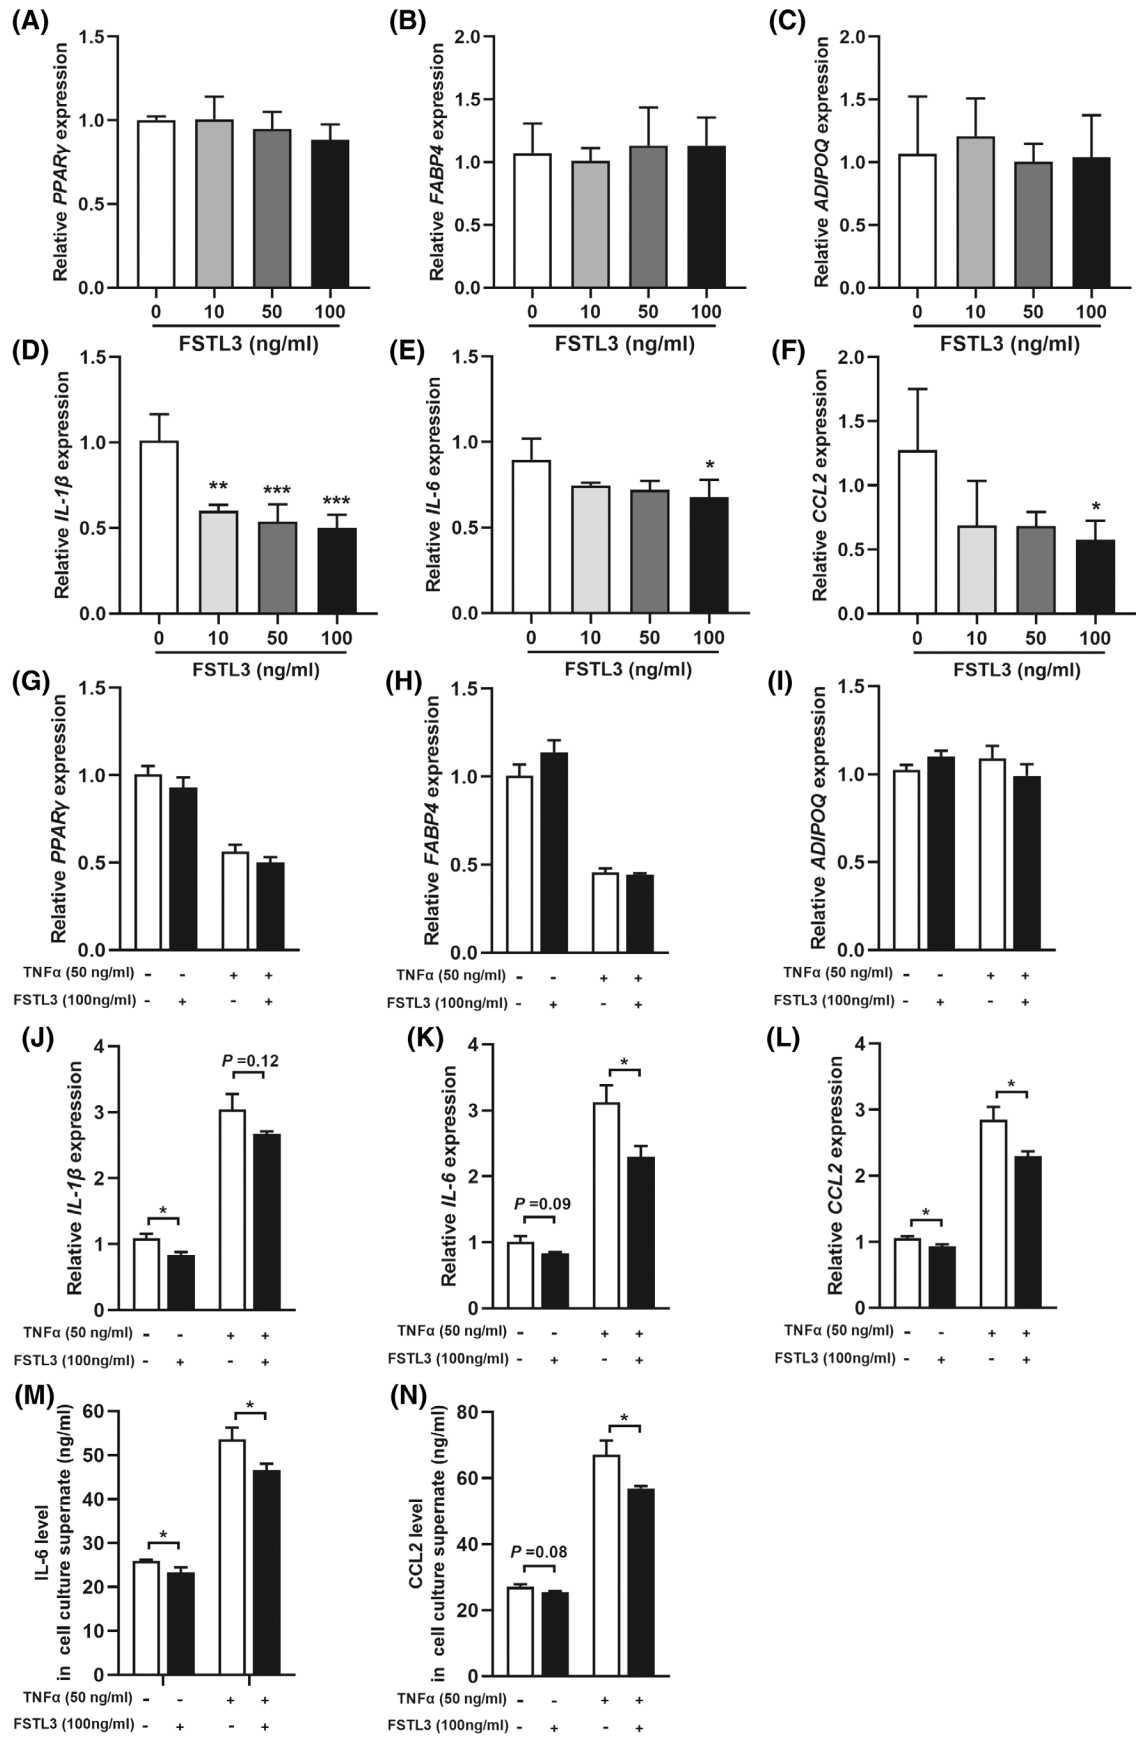 (A)
Relative PPARγ expression
1.5
1.0
0.5
0.0
0 10 50 100
FSTL3 (ng/ml)
(B)
Relative FABP4 expression
2.0
1.5
1.0
0.5
0.0
0 10 50 100
FSTL3 (ng/ml)
(C)
Relative ADIPOQ expression
2.0
1.5
1.0
0.5
0.0
0 10 50 100
FSTL3 (ng/ml)
(D)
Relative IL-1β expression
1.5
1.0
0.5
0.0
** *** ***
0 10 50 100
FSTL3 (ng/ml)
(E)
Relative IL-6 expression
1.5
1.0
0.5
0.0
*
0 10 50 100
FSTL3 (ng/ml)
(F)
Relative CCL2 expression
2.0
1.5
1.0
0.5
0.0
*
0 10 50 100
FSTL3 (ng/ml)
(G)
Relative PPARγ expression
1.5
1.0
0.5
0.0
TNFα (50 ng/ml) - - + +
FSTL3 (100ng/ml) - + - +
(H)
Relative FABP4 expression
1.5
1.0
0.5
0.0
TNFα (50 ng/ml) - - + +
FSTL3 (100ng/ml) - + - +
(I)
Relative ADIPOQ expression
1.5
1.0
0.5
0.0
TNFα (50 ng/ml) - - + +
FSTL3 (100ng/ml) - + - +
(J)
Relative IL-1β expression
4
3
2
1
0
*
P =0.12
TNFα (50 ng/ml) - - + +
FSTL3 (100ng/ml) - + - +
(K)
Relative IL-6 expression
4
3
2
1
0
P =0.09
*
TNFα (50 ng/ml) - - + +
FSTL3 (100ng/ml) - + - +
(L)
Relative CCL2 expression
4
3
2
1
0
*
*
TNFα (50 ng/ml) - - + +
FSTL3 (100ng/ml) - + - +
(M)
IL-6 level
in cell culture supernate (ng/ml)
60
50
40
30
20
10
0
*
*
TNFα (50 ng/ml) - - + +
FSTL3 (100ng/ml) - + - +
(N)
CCL2 level
in cell culture supernate (ng/ml)
80
60
40
20
0
P =0.08
*
TNFα (50 ng/ml) - - + +
FSTL3 (100ng/ml) - + - +